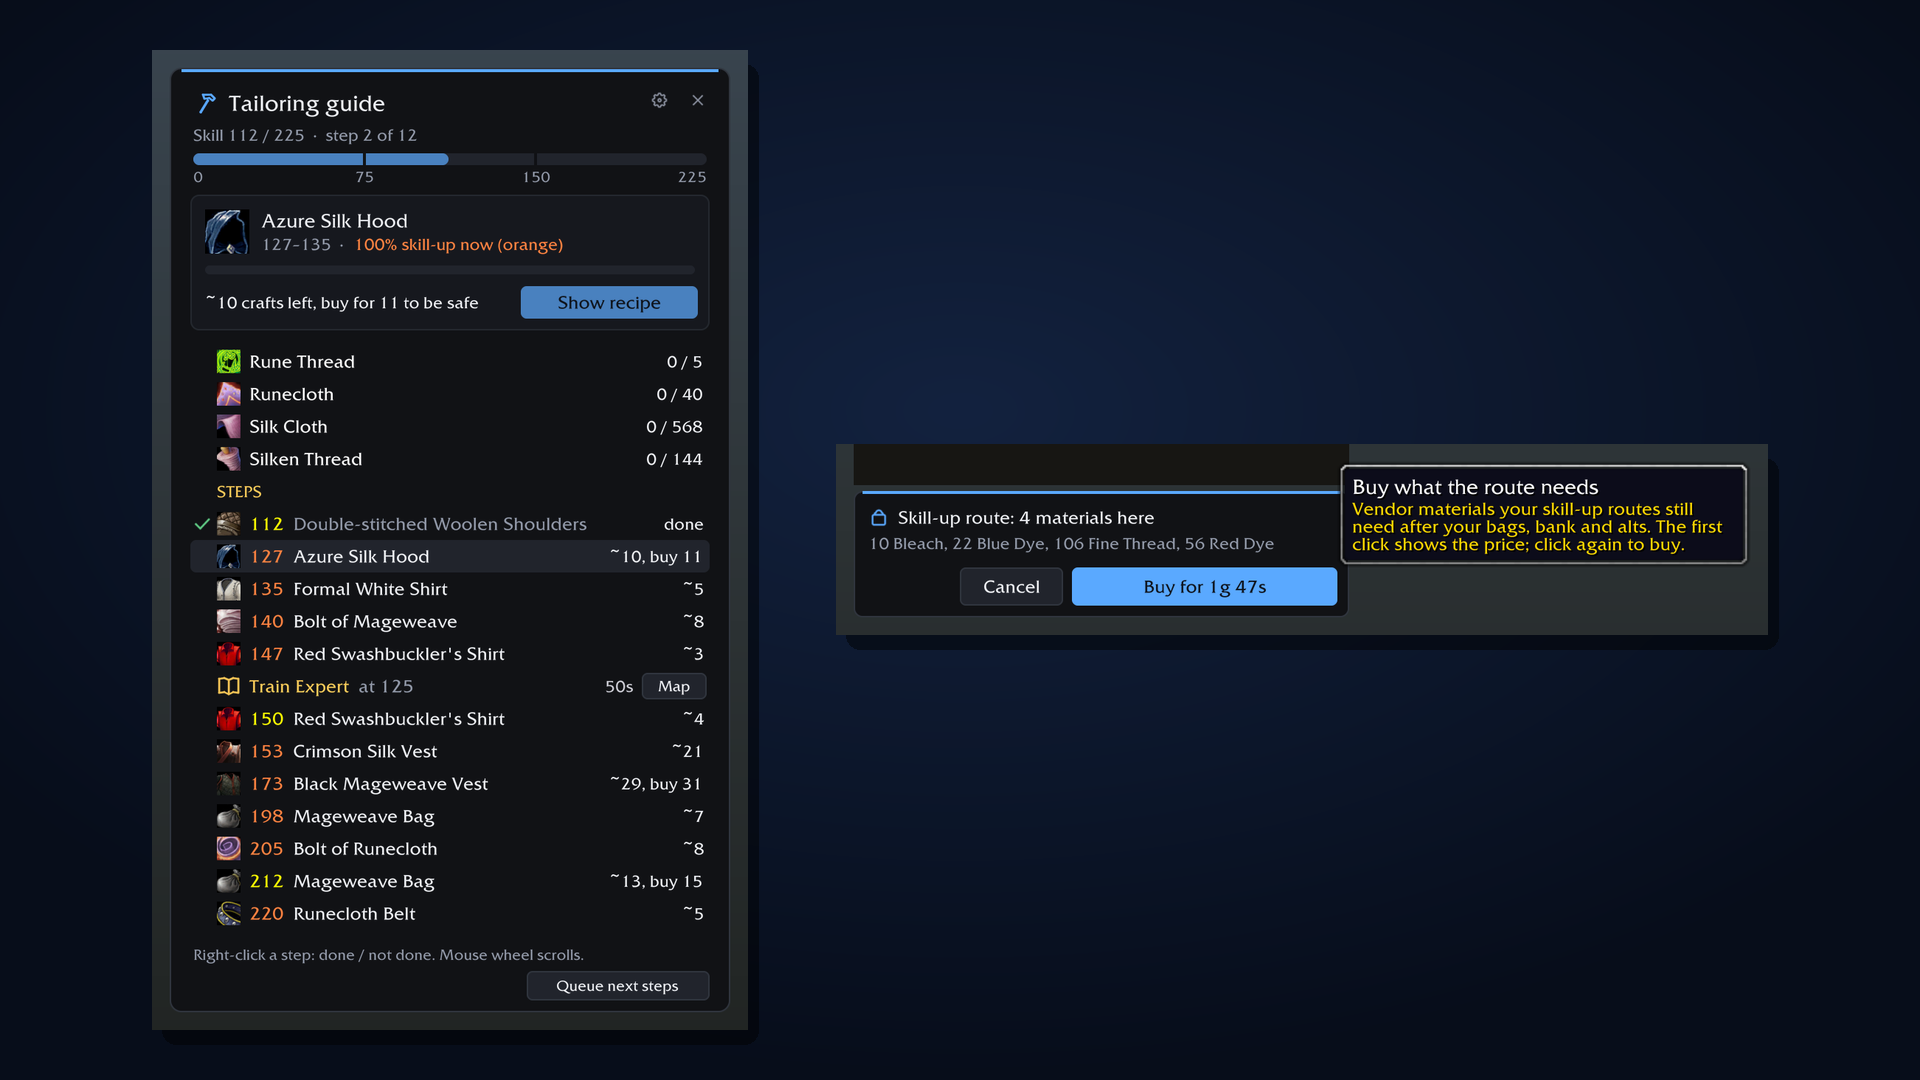 Tailoring guide
Skill 112 / 225 · step 2 of 12
0 75 150 225
Azure Silk Hood
127–135 · 100% skill-up now (orange)
~10 crafts left, buy for 11 to be safe
Show recipe
Rune Thread 0 / 5
Runecloth 0 / 40
Silk Cloth 0 / 568
Silken Thread 0 / 144
STEPS
112 Double-stitched Woolen Shoulders done
127 Azure Silk Hood ~10, buy 11
135 Formal White Shirt ~5
140 Bolt of Mageweave ~8
147 Red Swashbuckler's Shirt ~3
Train Expert at 125 50s Map
150 Red Swashbuckler's Shirt ~4
153 Crimson Silk Vest ~21
173 Black Mageweave Vest ~29, buy 31
198 Mageweave Bag ~7
205 Bolt of Runecloth ~8
212 Mageweave Bag ~13, buy 15
220 Runecloth Belt ~5
Right-click a step: done / not done. Mouse wheel scrolls.
Queue next steps
Skill-up route: 4 materials here
10 Bleach, 22 Blue Dye, 106 Fine Thread, 56 Red Dye
Cancel
Buy for 1g 47s
Buy what the route needs
Vendor materials your skill-up routes still
need after your bags, bank and alts. The first
click shows the price; click again to buy.